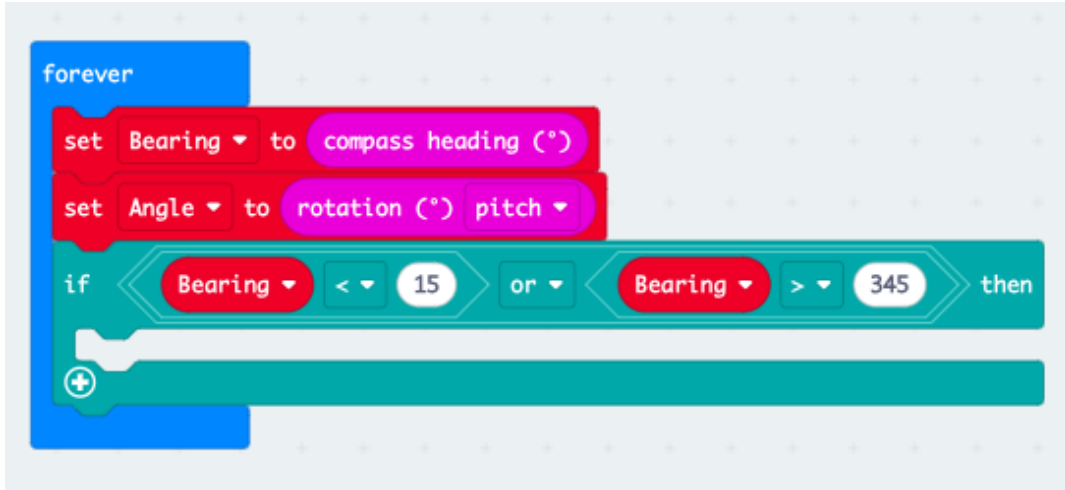 forever
set Bearing to compass heading (°)
set Angle to rotation (°) pitch
if Bearing < 15 or Bearing > 345 then